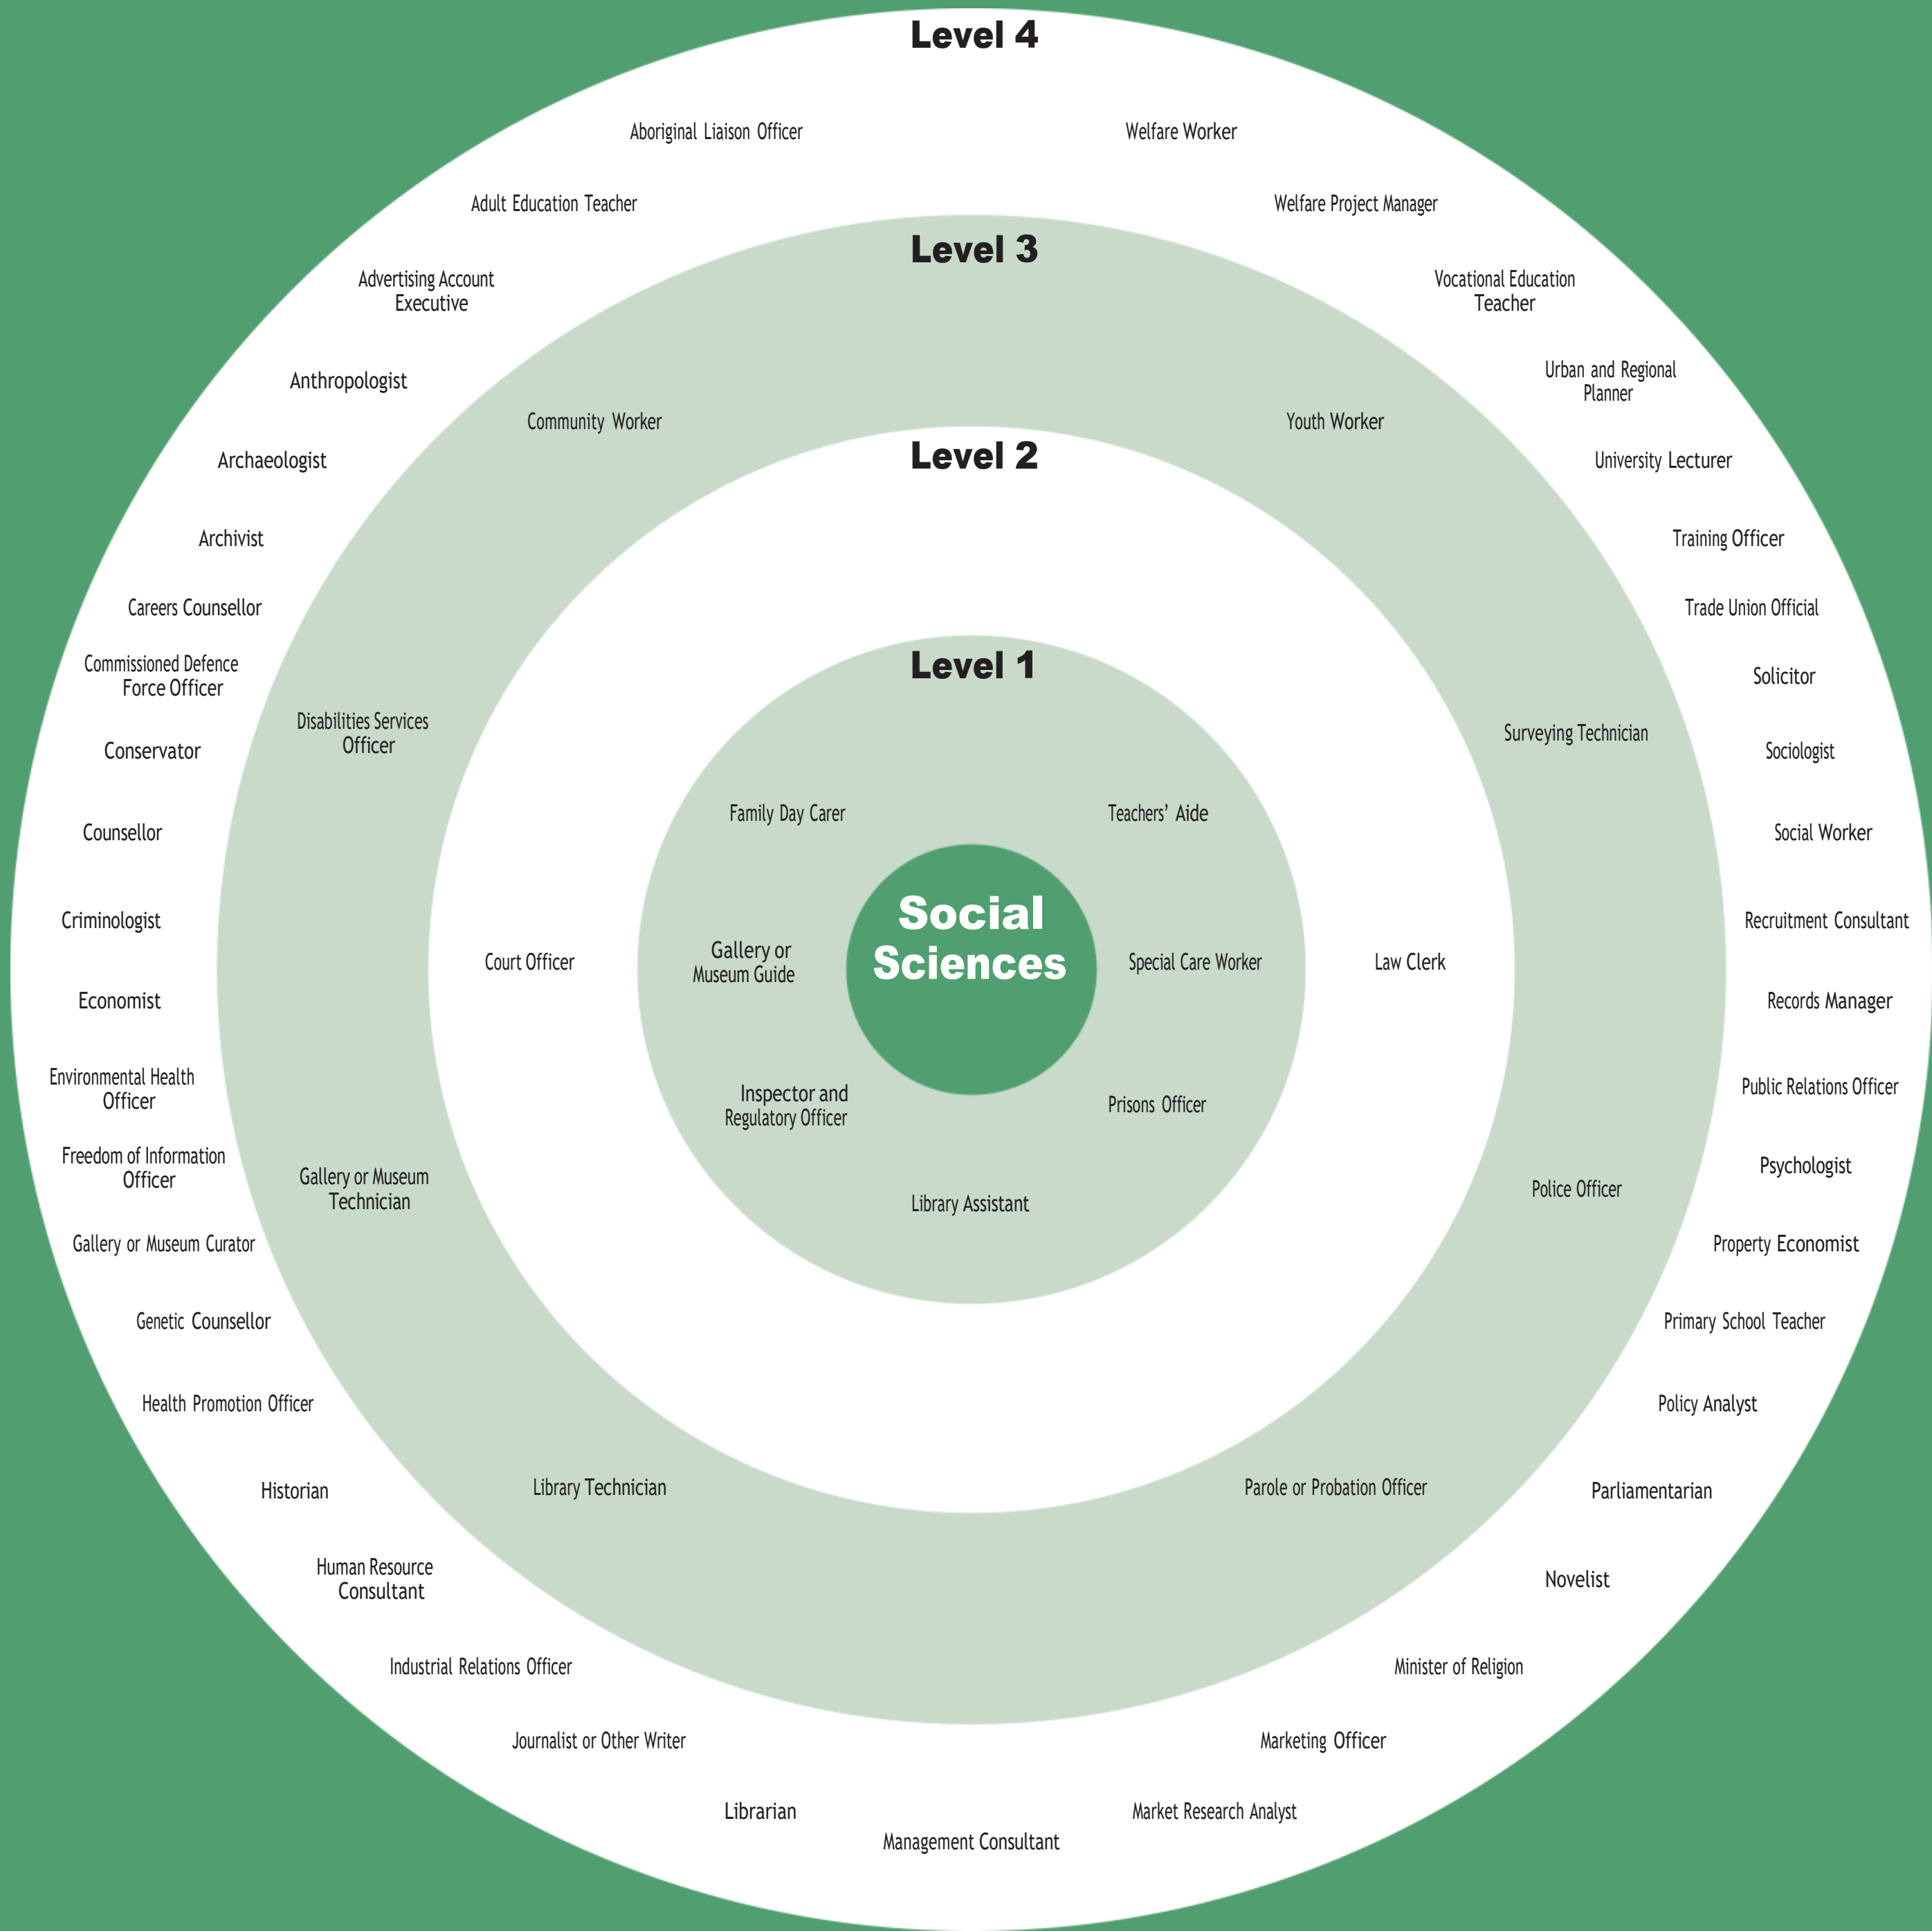 Level 4
Aboriginal Liaison Officer
Welfare Worker
Adult Education Teacher
Welfare Project Manager
Level 3
Advertising Account
Executive
Vocational Education
Teacher
Anthropologist
Urban and Regional
Planner
Community Worker
Youth Worker
Level 2
Archaeologist
University Lecturer
Archivist
Training Officer
Careers Counsellor
Trade Union Official
Level 1
Commissioned Defence
Force Officer
Solicitor
Disabilities Services
Officer
Surveying Technician
Conservator
Sociologist
Family Day Carer
Teachers’ Aide
Counsellor
Social Worker
Social
Sciences
Criminologist
Recruitment Consultant
Court Officer
Gallery or
Museum Guide
Special Care Worker
Law Clerk
Economist
Records Manager
Environmental Health
Officer
Inspector and
Regulatory Officer
Prisons Officer
Public Relations Officer
Freedom of Information
Officer
Gallery or Museum
Technician
Library Assistant
Police Officer
Psychologist
Gallery or Museum Curator
Property Economist
Genetic Counsellor
Primary School Teacher
Health Promotion Officer
Policy Analyst
Historian
Library Technician
Parole or Probation Officer
Parliamentarian
Human Resource
Consultant
Novelist
Industrial Relations Officer
Minister of Religion
Journalist or Other Writer
Marketing Officer
Librarian
Market Research Analyst
Management Consultant